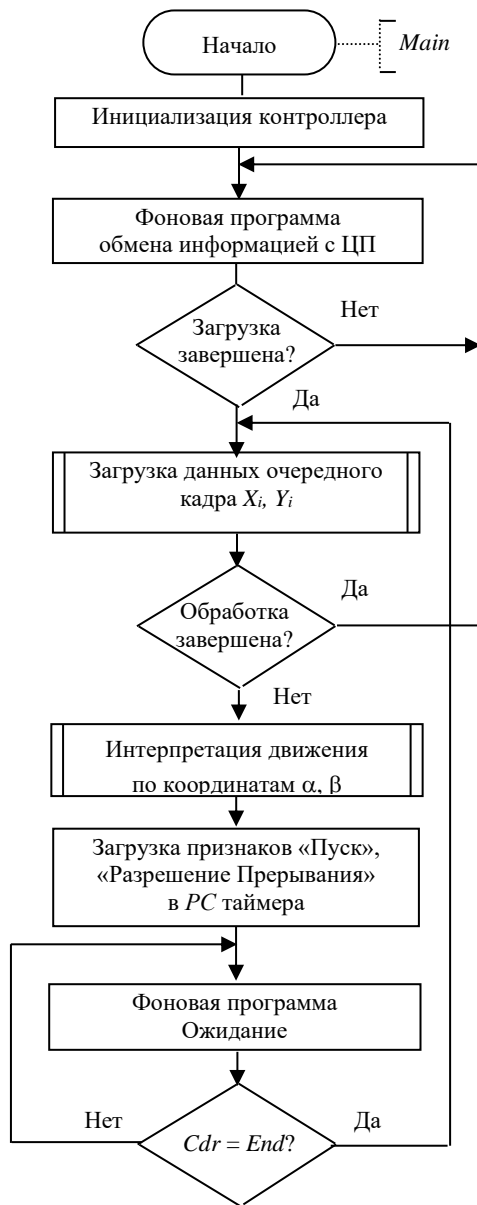 Начало
Main
Инициализация контроллера
Фоновая программа
обмена информацией с ЦП
Нет
Загрузка
завершена?
Да
Загрузка данных очередного
кадра Xi, Yi
Да
Обработка
завершена?
Нет
Интерпретация движения
по координатам α, β
Загрузка признаков «Пуск»,
«Разрешение Прерывания»
в PC таймера
Фоновая программа
Ожидание
Нет
Да
Cdr = End?